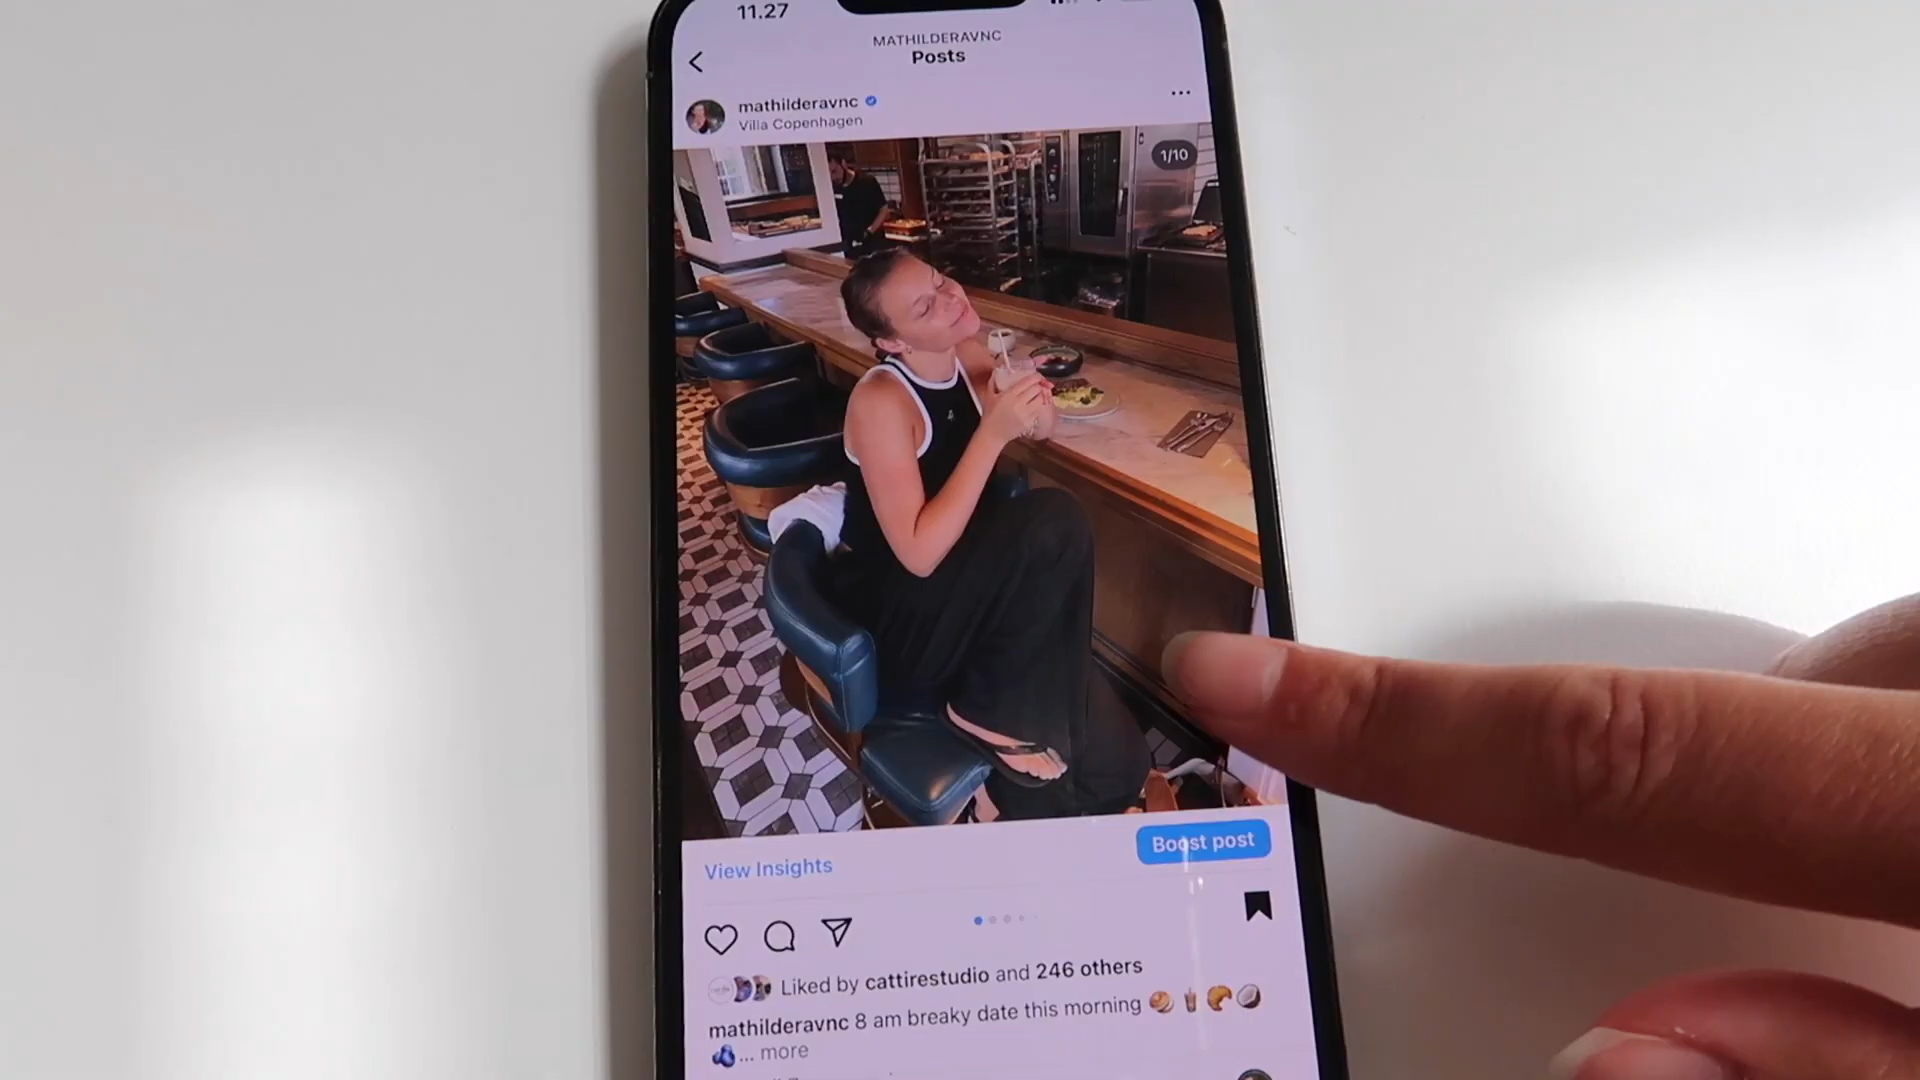 11.27
MATHILDERAVNC
Posts
mathilderavnc
Villa Copenhagen
1/10
View Insights
Boost post
Liked by cattirestudio and 246 others
mathilderavnc 8 am breaky date this morning
... more